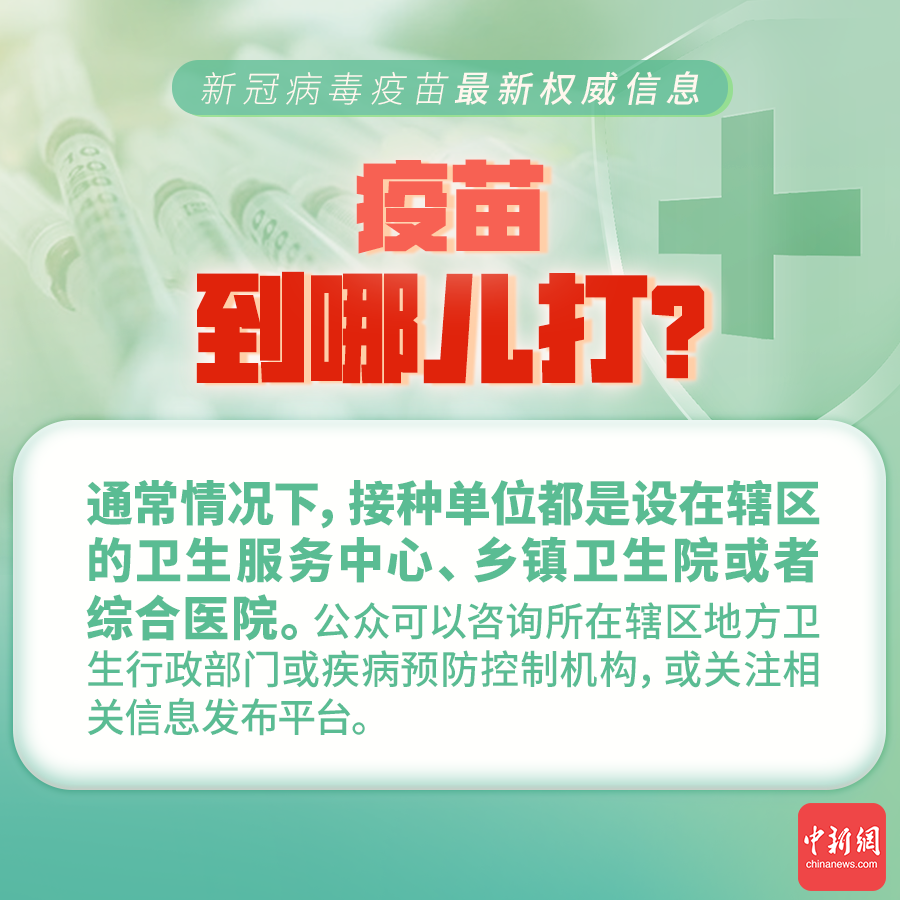 新冠病毒疫苗最新权威信息
疫苗
到哪儿打?
通常情况下,接种单位都是设在辖区
的卫生服务中心、乡镇卫生院或者
综合医院。公众可以咨询所在辖区地方卫
生行政部门或疾病预防控制机构,或关注相
关信息发布平台。
中新網
chinanews.com